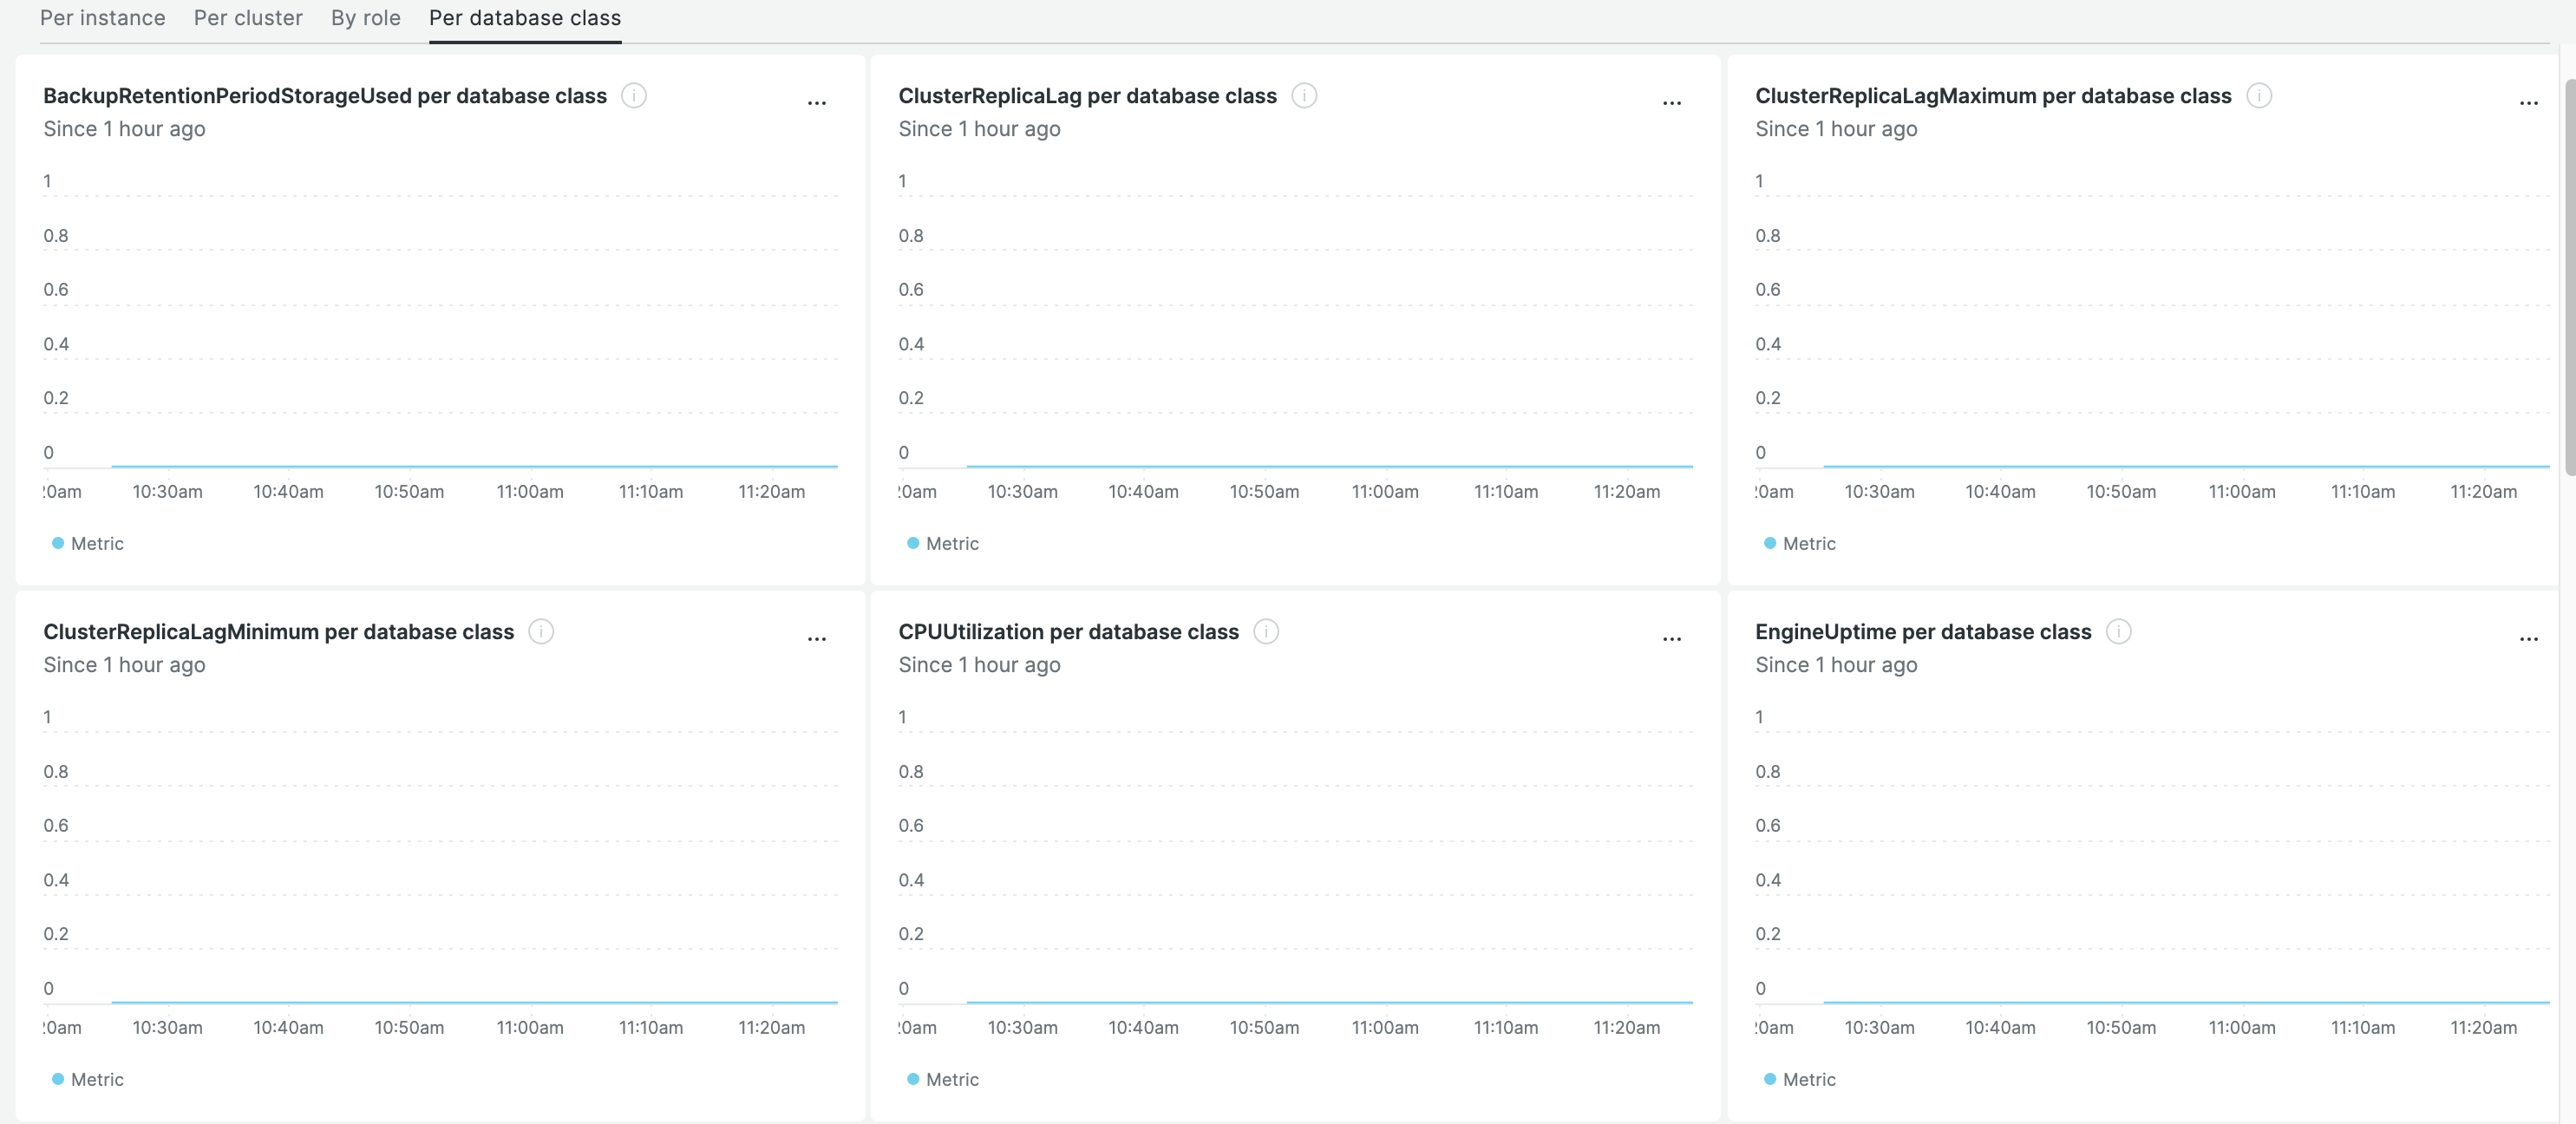 Per instance Per cluster By role Per database class
BackupRetentionPeriodStorageUsed per database class
Since 1 hour ago
1
0.8
0.6
0.4
0.2
0
10:30am 10:40am 10:50am 11:00am 11:10am 11:20am
Metric
ClusterReplicaLag per database class
Since 1 hour ago
1
0.8
0.6
0.4
0.2
0
10:30am 10:40am 10:50am 11:00am 11:10am 11:20am
Metric
ClusterReplicaLagMaximum per database class
Since 1 hour ago
1
0.8
0.6
0.4
0.2
0
10:30am 10:40am 10:50am 11:00am 11:10am 11:20am
Metric
ClusterReplicaLagMinimum per database class
Since 1 hour ago
1
0.8
0.6
0.4
0.2
0
10:30am 10:40am 10:50am 11:00am 11:10am 11:20am
Metric
CPUUtilization per database class
Since 1 hour ago
1
0.8
0.6
0.4
0.2
0
10:30am 10:40am 10:50am 11:00am 11:10am 11:20am
Metric
EngineUptime per database class
Since 1 hour ago
1
0.8
0.6
0.4
0.2
0
10:30am 10:40am 10:50am 11:00am 11:10am 11:20am
Metric